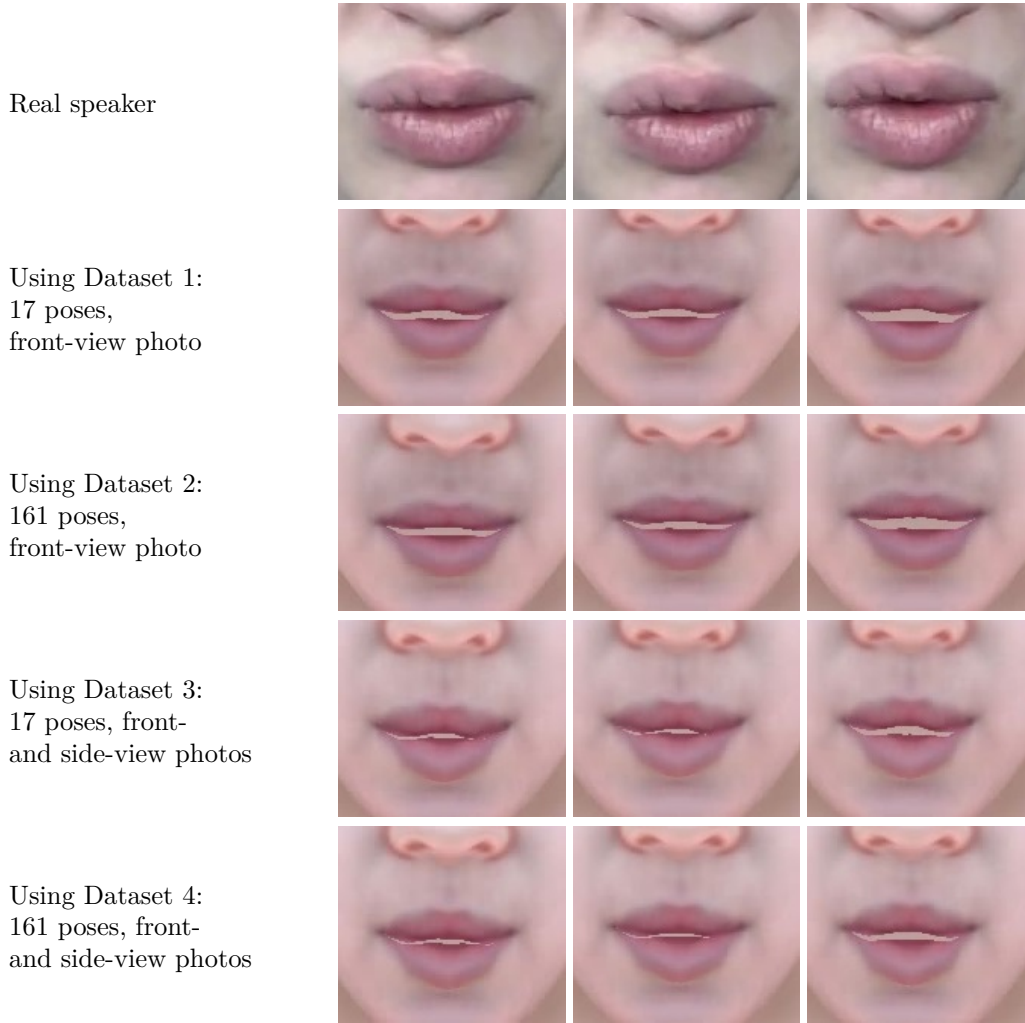 Real speaker
Using Dataset 1:
17 poses,
front-view photo
Using Dataset 2:
161 poses,
front-view photo
Using Dataset 3:
17 poses, front-
and side-view photos
Using Dataset 4:
161 poses, front-
and side-view photos